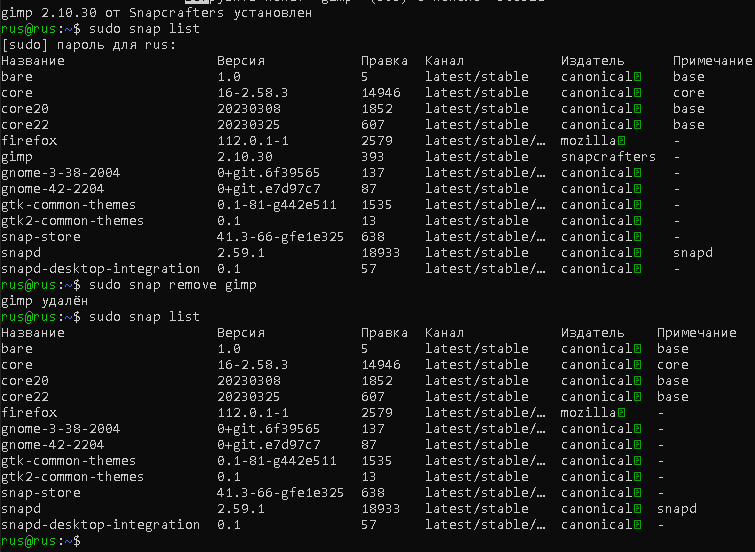 gimp 2.10.30 от Snapcrafters установлен
rus@rus:~$ sudo snap list
[sudo] пароль для rus:
Название Версия Правка Канал Издатель Примечание
bare 1.0 5 latest/stable canonical base
core 16-2.58.3 14946 latest/stable canonical core
core20 20230308 1852 latest/stable canonical base
core22 20230325 607 latest/stable canonical base
firefox 112.0.1-1 2579 latest/stable/… mozilla -
gimp 2.10.30 393 latest/stable snapcrafters -
gnome-3-38-2004 0+git.6f39565 137 latest/stable/… canonical -
gnome-42-2204 0+git.e7d97c7 87 latest/stable canonical -
gtk-common-themes 0.1-81-g442e511 1535 latest/stable/… canonical -
gtk2-common-themes 0.1 13 latest/stable canonical -
snap-store 41.3-66-gfe1e325 638 latest/stable/… canonical -
snapd 2.59.1 18933 latest/stable canonical snapd
snapd-desktop-integration 0.1 57 latest/stable/… canonical -
rus@rus:~$ sudo snap remove gimp
gimp удалён
rus@rus:~$ sudo snap list
Название Версия Правка Канал Издатель Примечание
bare 1.0 5 latest/stable canonical base
core 16-2.58.3 14946 latest/stable canonical core
core20 20230308 1852 latest/stable canonical base
core22 20230325 607 latest/stable canonical base
firefox 112.0.1-1 2579 latest/stable/… mozilla -
gnome-3-38-2004 0+git.6f39565 137 latest/stable/… canonical -
gnome-42-2204 0+git.e7d97c7 87 latest/stable canonical -
gtk-common-themes 0.1-81-g442e511 1535 latest/stable/… canonical -
gtk2-common-themes 0.1 13 latest/stable canonical -
snap-store 41.3-66-gfe1e325 638 latest/stable/… canonical -
snapd 2.59.1 18933 latest/stable canonical snapd
snapd-desktop-integration 0.1 57 latest/stable/… canonical -
rus@rus:~$